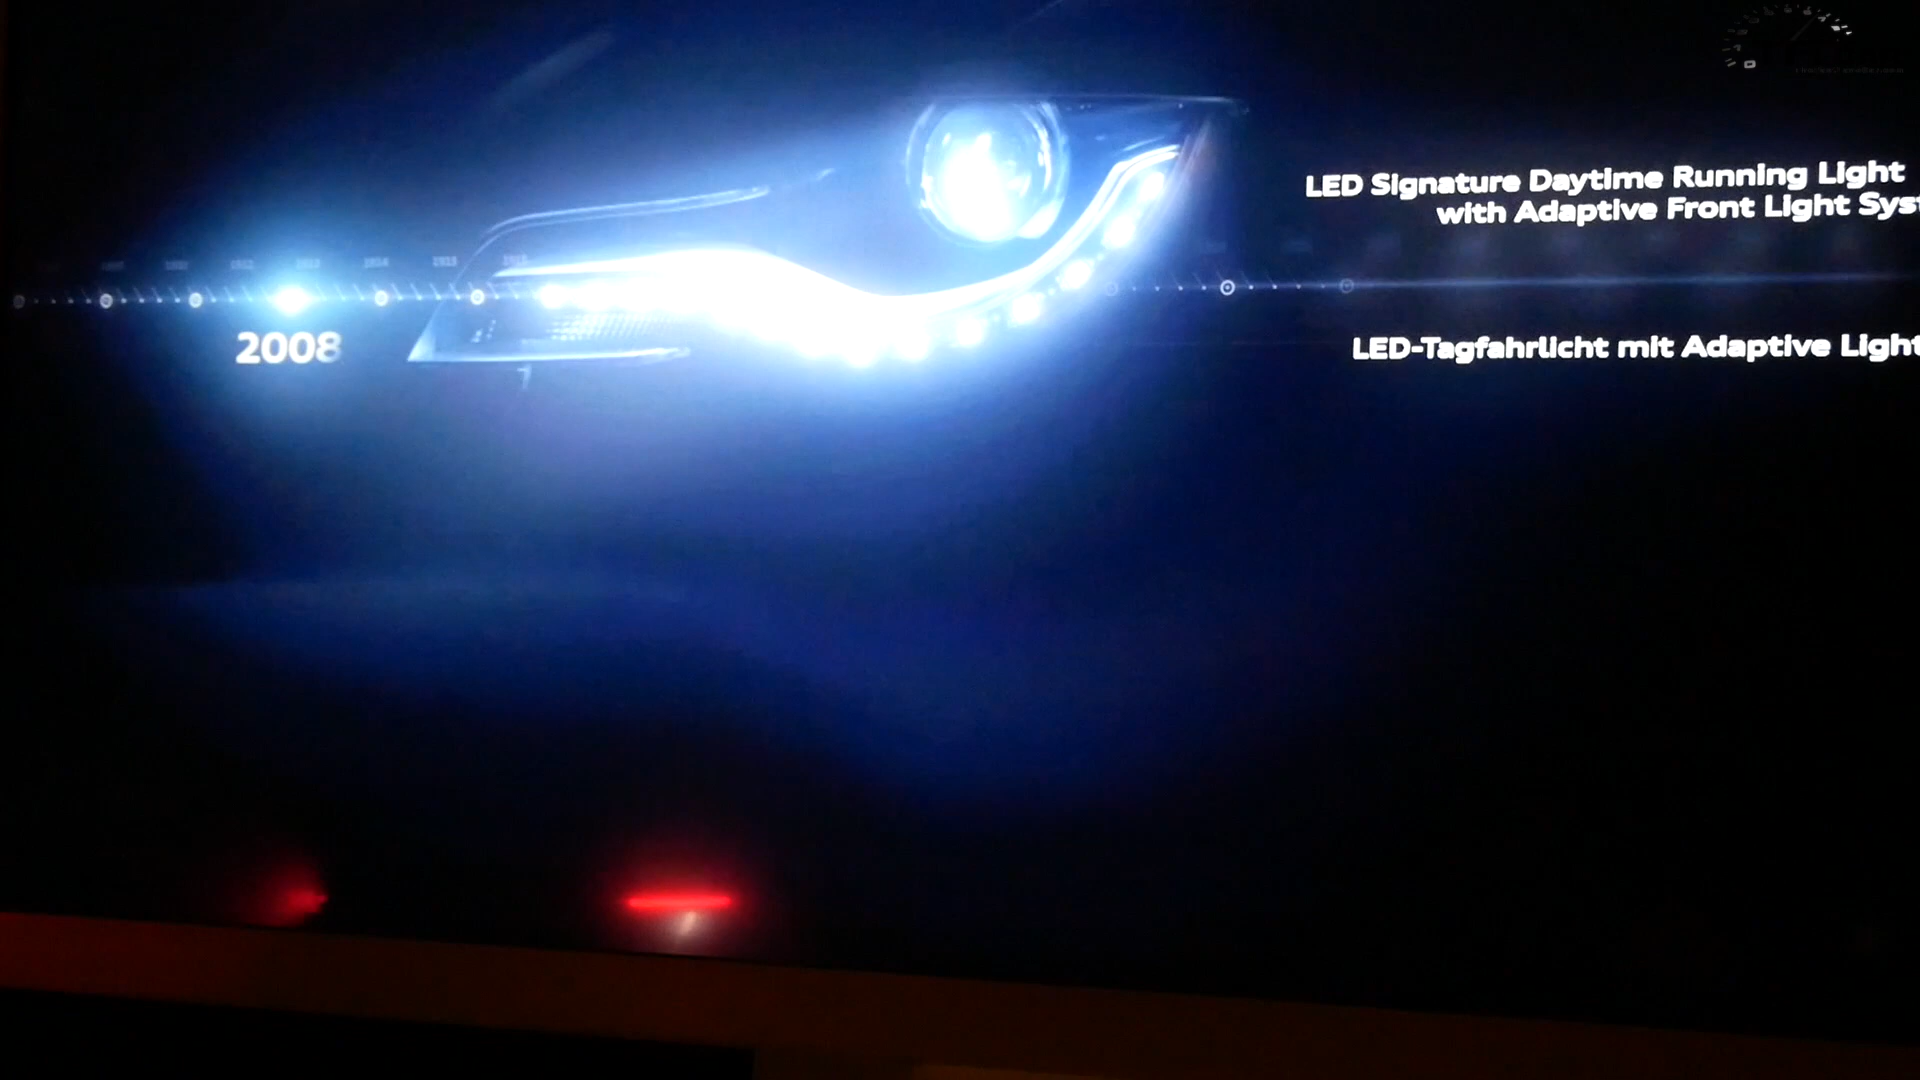 LED Signature Daytime Running Light
with Adaptive Front Light Syst
2008
LED-Tagfahrlicht mit Adaptive Light